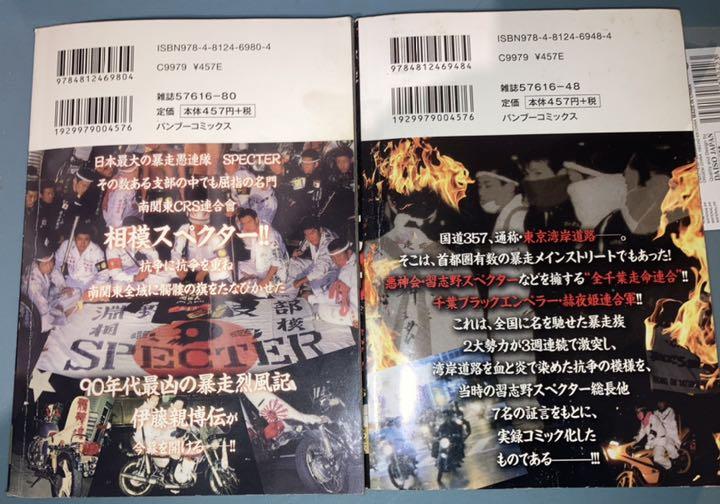 ISBN978-4-8124-6980-4
C9979 ¥457E
9784812469804
雑誌57616-80
定価 本体457円+税
1929979004576
バンブーコミックス
日本最大の暴走愚連隊 SPECTER
その数ある支部の中でも屈指の名門
南関東CRS連合會
相模スペクター!!
抗争に抗争を重ね
南関東全域に髑髏の旗をたなびかせた
SPECTER
90年代最凶の暴走烈風記
伊藤親博伝が
今幕を開ける——!!
ISBN978-4-8124-6948-4
C9979 ¥457E
9784812469484
雑誌57616-48
定価 本体457円+税
1929979004576
バンブーコミックス
国道357、通称・東京湾岸道路——。
そこは、首都圏有数の暴走メインストリートでもあった!
悪神会・習志野スペクターなどを擁する“全千葉走命連合”!!
千葉ブラックエンペラー・赫夜姫連合軍!!
これは、全国に名を馳せた暴走族
2大勢力が3週連続で激突し、
湾岸道路を血と炎で染めた抗争の模様を、
当時の習志野スペクター総長他
7名の証言をもとに、
実録コミック化した
ものである——!!!
DAISO JAPAN